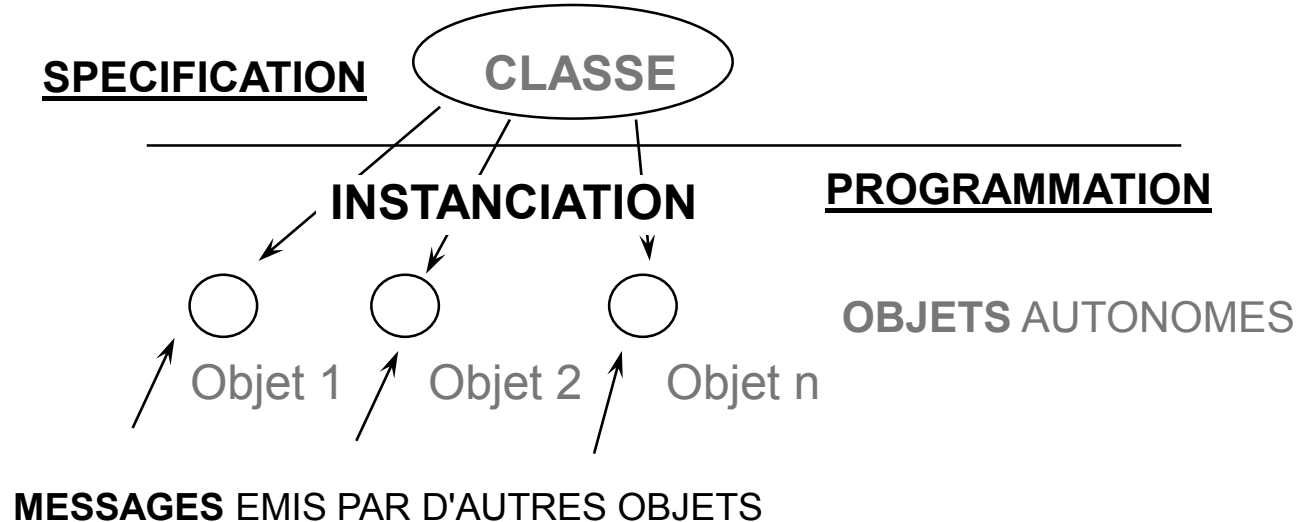 SPECIFICATION
CLASSE
INSTANCIATION
PROGRAMMATION
OBJETS AUTONOMES
Objet 1
Objet 2
Objet n
MESSAGES EMIS PAR D'AUTRES OBJETS